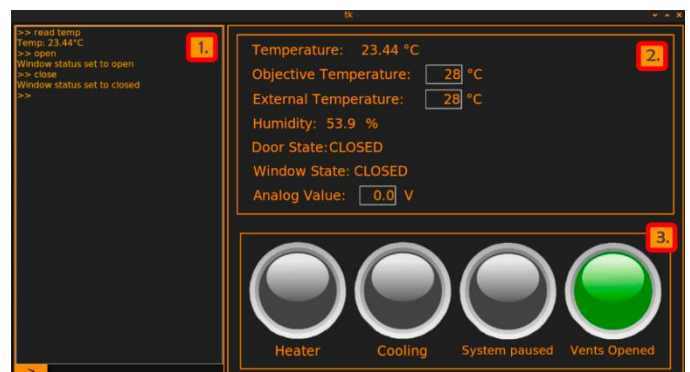 tk
>> read temp
Temp: 23.44°C
>> open
Window status set to open
>> close
Window status set to closed
>>
1.
>
Temperature: 23.44 °C
2.
Objective Temperature: 28 °C
External Temperature: 28 °C
Humidity: 53.9 %
Door State:CLOSED
Window State: CLOSED
Analog Value: 0.0 V
3.
Heater Cooling System paused Vents Opened